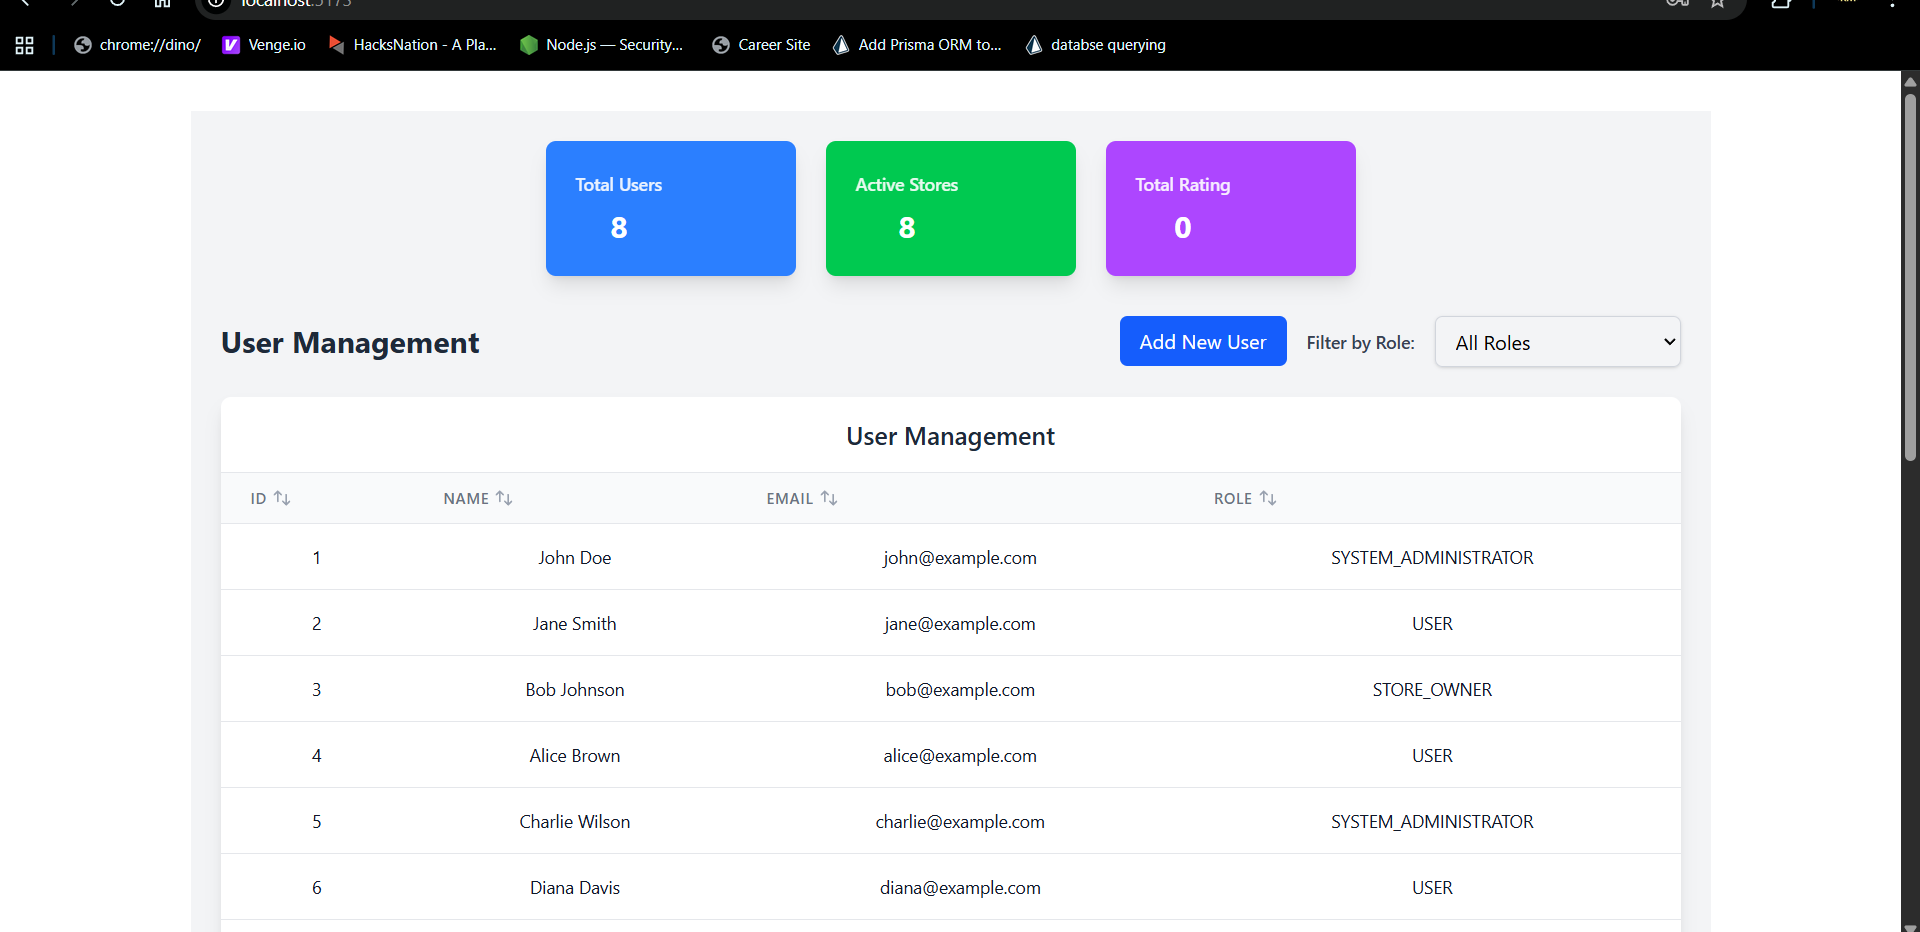 localhost:5173
chrome://dino/ Venge.io HacksNation - A Pla... Node.js — Security... Career Site Add Prisma ORM to... databse querying
Total Users Active Stores Total Rating
8 8 0
User Management Add New User Filter by Role: All Roles
User Management
ID NAME EMAIL ROLE
1 John Doe john@example.com SYSTEM_ADMINISTRATOR
2 Jane Smith jane@example.com USER
3 Bob Johnson bob@example.com STORE_OWNER
4 Alice Brown alice@example.com USER
5 Charlie Wilson charlie@example.com SYSTEM_ADMINISTRATOR
6 Diana Davis diana@example.com USER